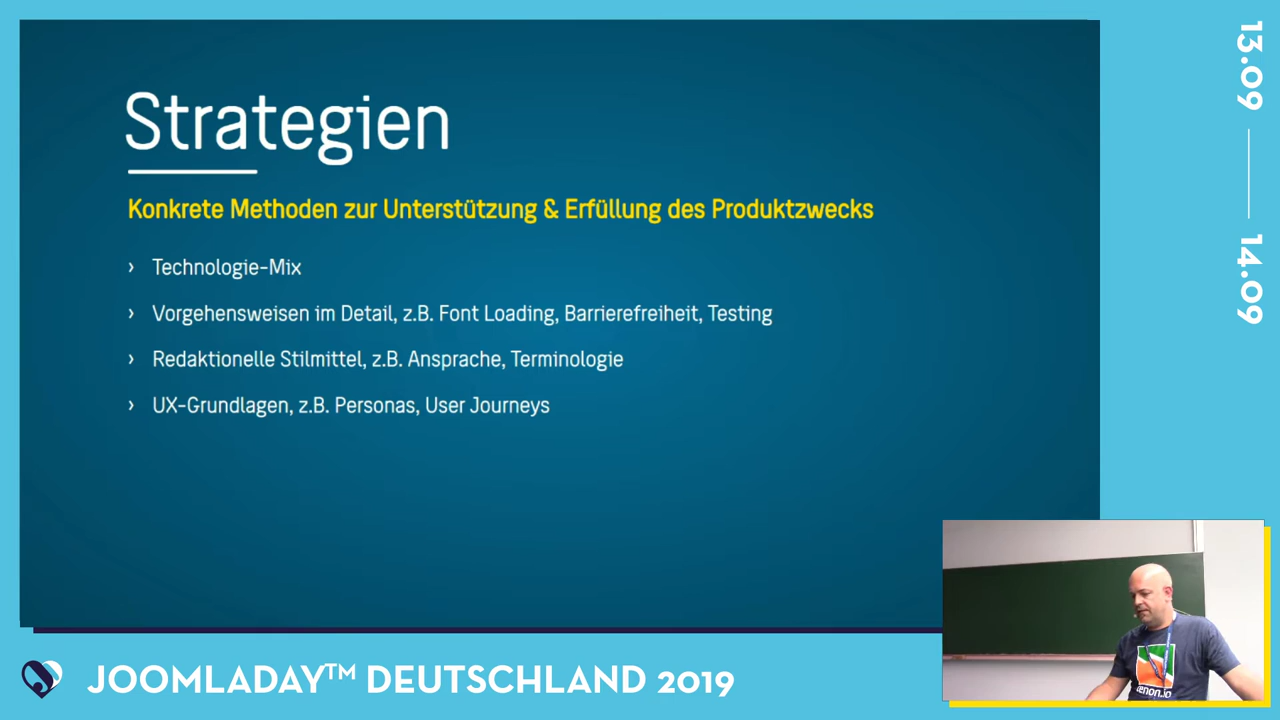 Strategien
Konkrete Methoden zur Unterstützung & Erfüllung des Produktzwecks
› Technologie-Mix
› Vorgehensweisen im Detail, z.B. Font Loading, Barrierefreiheit, Testing
› Redaktionelle Stilmittel, z.B. Ansprache, Terminologie
› UX-Grundlagen, z.B. Personas, User Journeys
13.09
14.09
JOOMLADAY™ DEUTSCHLAND 2019